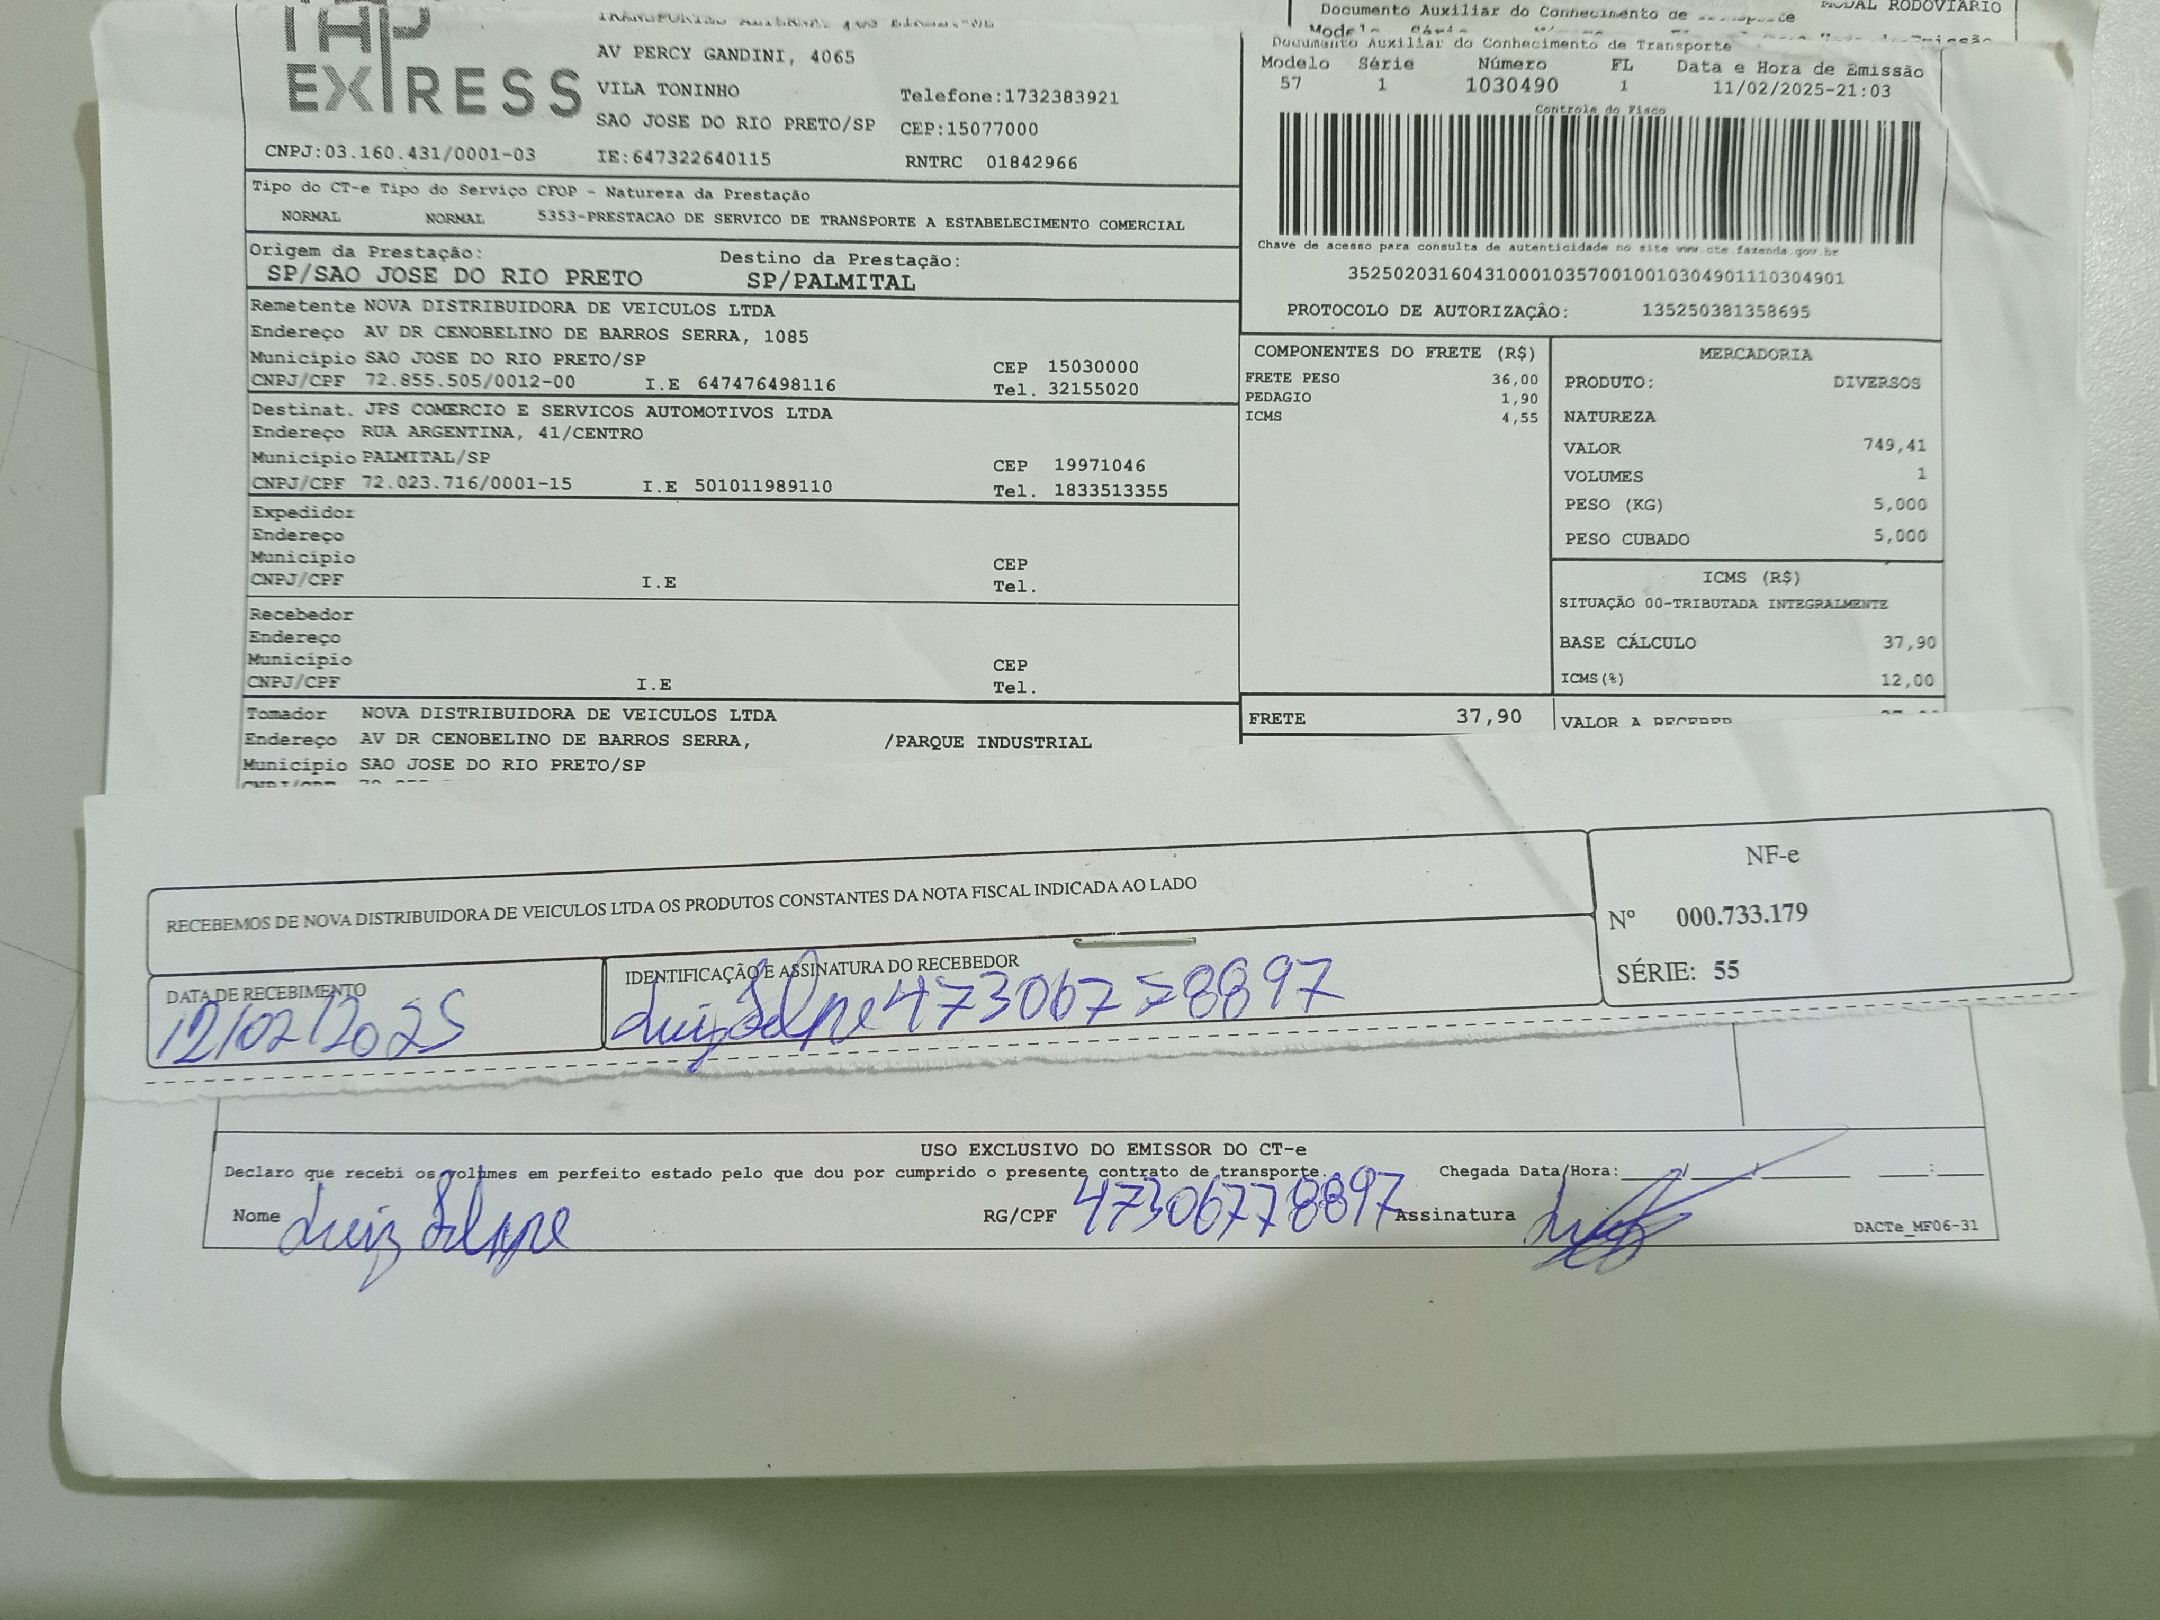 Documento Auxiliar do Conhecimento de
MODAL RODOVIÁRIO
EXPRESS
AV PERCY GANDINI, 4065
VILA TONINHO
Telefone:1732383921
SAO JOSE DO RIO PRETO/SP CEP:15077000
CNPJ:03.160.431/0001-03 IE:647322640115 RNTRC 01842966
Documento Auxiliar do Conhecimento de Transporte
Modelo Série Número FL Data e Hora de Emissão
57 1 1030490 1 11/02/2025-21:03
Controle do Fisco
Chave de acesso para consulta de autenticidade no site www.cte.fazenda.gov.br
35250203160431000103570010010304901110304901
PROTOCOLO DE AUTORIZAÇÃO: 135250381358695
Tipo do CT-e Tipo do Serviço CFOP - Natureza da Prestação
NORMAL NORMAL 5353-PRESTACAO DE SERVICO DE TRANSPORTE A ESTABELECIMENTO COMERCIAL
Origem da Prestação: Destino da Prestação:
SP/SAO JOSE DO RIO PRETO SP/PALMITAL
Remetente NOVA DISTRIBUIDORA DE VEICULOS LTDA
Endereço AV DR CENOBELINO DE BARROS SERRA, 1085
Município SAO JOSE DO RIO PRETO/SP CEP 15030000
CNPJ/CPF 72.855.505/0012-00 I.E 647476498116 Tel. 32155020
Destinat. JPS COMERCIO E SERVICOS AUTOMOTIVOS LTDA
Endereço RUA ARGENTINA, 41/CENTRO
Município PALMITAL/SP CEP 19971046
CNPJ/CPF 72.023.716/0001-15 I.E 501011989110 Tel. 1833513355
Expedidor
Endereço
Município CEP
CNPJ/CPF I.E Tel.
Recebedor
Endereço
Município CEP
CNPJ/CPF I.E Tel.
Tomador NOVA DISTRIBUIDORA DE VEICULOS LTDA
Endereço AV DR CENOBELINO DE BARROS SERRA, /PARQUE INDUSTRIAL
Município SAO JOSE DO RIO PRETO/SP
COMPONENTES DO FRETE (R$)
FRETE PESO 36,00
PEDAGIO 1,90
ICMS 4,55
FRETE 37,90
MERCADORIA
PRODUTO: DIVERSOS
NATUREZA
VALOR 749,41
VOLUMES 1
PESO (KG) 5,000
PESO CUBADO 5,000
ICMS (R$)
SITUAÇÃO 00-TRIBUTADA INTEGRALMENTE
BASE CÁLCULO 37,90
ICMS(%) 12,00
VALOR A RECEBER
RECEBEMOS DE NOVA DISTRIBUIDORA DE VEICULOS LTDA OS PRODUTOS CONSTANTES DA NOTA FISCAL INDICADA AO LADO
DATA DE RECEBIMENTO
12/02/2025
IDENTIFICAÇÃO E ASSINATURA DO RECEBEDOR
Luiz Felipe 47306778897
NF-e
Nº 000.733.179
SÉRIE: 55
USO EXCLUSIVO DO EMISSOR DO CT-e
Declaro que recebi os volumes em perfeito estado pelo que dou por cumprido o presente contrato de transporte. Chegada Data/Hora: / / :
Nome Luiz Felipe RG/CPF 47306778897 Assinatura
DACTe_MF06-31